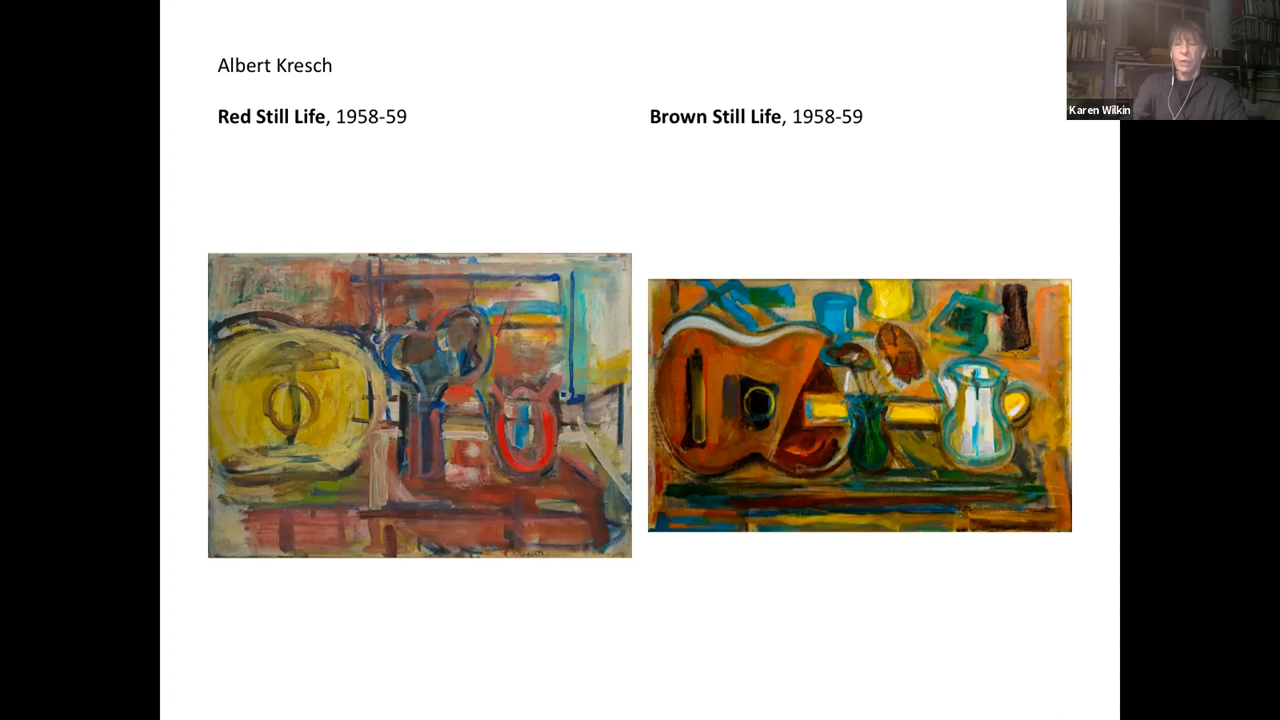 Albert Kresch
Red Still Life, 1958-59
Brown Still Life, 1958-59
Karen Wilkin